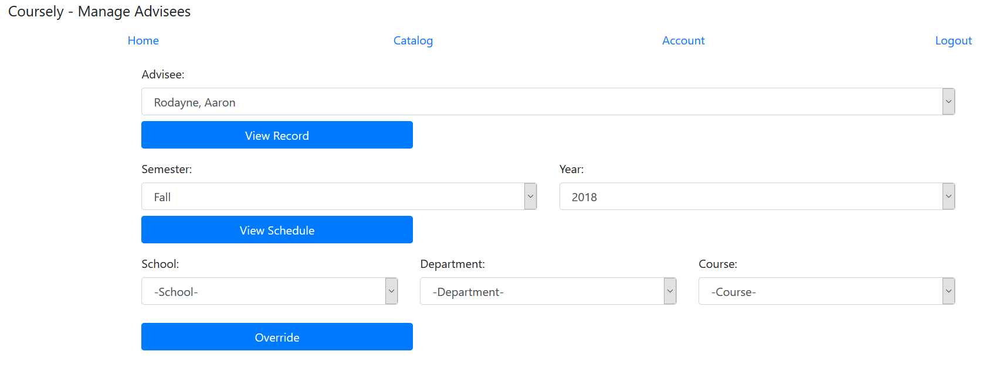 Coursely - Manage Advisees
Home Catalog Account Logout
Advisee:
Rodayne, Aaron
View Record
Semester: Year:
Fall 2018
View Schedule
School: Department: Course:
-School- -Department- -Course-
Override